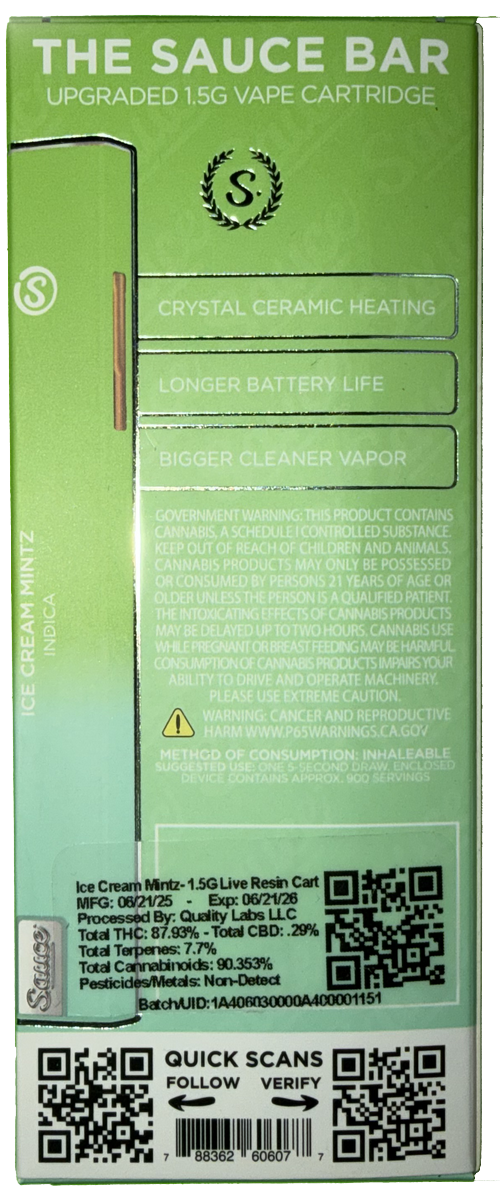 THE SAUCE BAR
UPGRADED 1.5G VAPE CARTRIDGE
S
S
CRYSTAL CERAMIC HEATING
LONGER BATTERY LIFE
BIGGER CLEANER VAPOR
ICE CREAM MINTZ
INDICA
GOVERNMENT WARNING: THIS PRODUCT CONTAINS
CANNABIS, A SCHEDULE I CONTROLLED SUBSTANCE.
KEEP OUT OF REACH OF CHILDREN AND ANIMALS.
CANNABIS PRODUCTS MAY ONLY BE POSSESSED
OR CONSUMED BY PERSONS 21 YEARS OF AGE OR
OLDER UNLESS THE PERSON IS A QUALIFIED PATIENT.
THE INTOXICATING EFFECTS OF CANNABIS PRODUCTS
MAY BE DELAYED UP TO TWO HOURS. CANNABIS USE
WHILE PREGNANT OR BREAST FEEDING MAY BE HARMFUL.
CONSUMPTION OF CANNABIS PRODUCTS IMPAIRS YOUR
ABILITY TO DRIVE AND OPERATE MACHINERY.
PLEASE USE EXTREME CAUTION.
WARNING: CANCER AND REPRODUCTIVE
HARM WWW.P65WARNINGS.CA.GOV
METHOD OF CONSUMPTION: INHALEABLE
SUGGESTED USE: ONE 5-SECOND DRAW. ENCLOSED
DEVICE CONTAINS APPROX. 900 SERVINGS
Ice Cream Mintz- 1.5G Live Resin Cart
MFG: 06/21/25 - Exp: 06/21/26
Processed By: Quality Labs LLC
Total THC: 87.93% - Total CBD: .29%
Total Terpenes: 7.7%
Total Cannabinoids: 90.353%
Pesticides/Metals: Non-Detect
Batch/UID:1A406030000A400001151
Sauce
QUICK SCANS
FOLLOW VERIFY
7 88362 60607 7